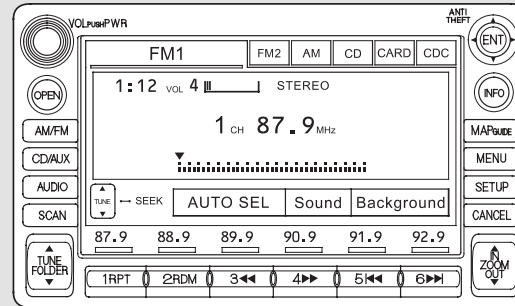 VOL PUSH PWR
ANTI THEFT
ENT
FM1 FM2 AM CD CARD CDC
OPEN
1:12 VOL 4 STEREO
INFO
1 CH 87.9 MHz
AM/FM
MAP GUIDE
CD/AUX
MENU
AUDIO
SETUP
TUNE SEEK AUTO SEL Sound Background
SCAN
CANCEL
87.9 88.9 89.9 90.9 91.9 92.9
TUNE FOLDER
IN ZOOM OUT
1RPT 2RDM 3◀◀ 4▶▶ 5|◀◀ 6▶▶|